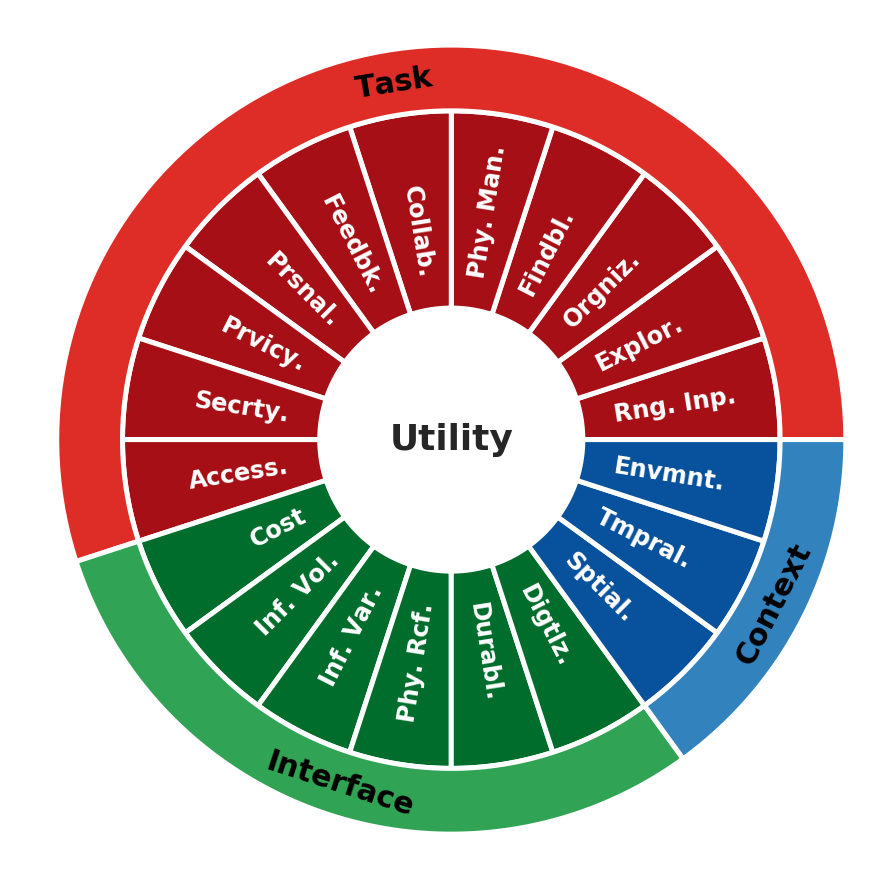 Task
Collab.
Phy. Man.
Feedbk.
Findbl.
Prsnal.
Orgniz.
Prvicy.
Explor.
Secrty.
Rng. Inp.
Utility
Access.
Envmnt.
Cost
Tmpral.
Inf. Vol.
Sptial.
Inf. Var.
Phy. Rcf.
Durabl.
Digtlz.
Context
Interface